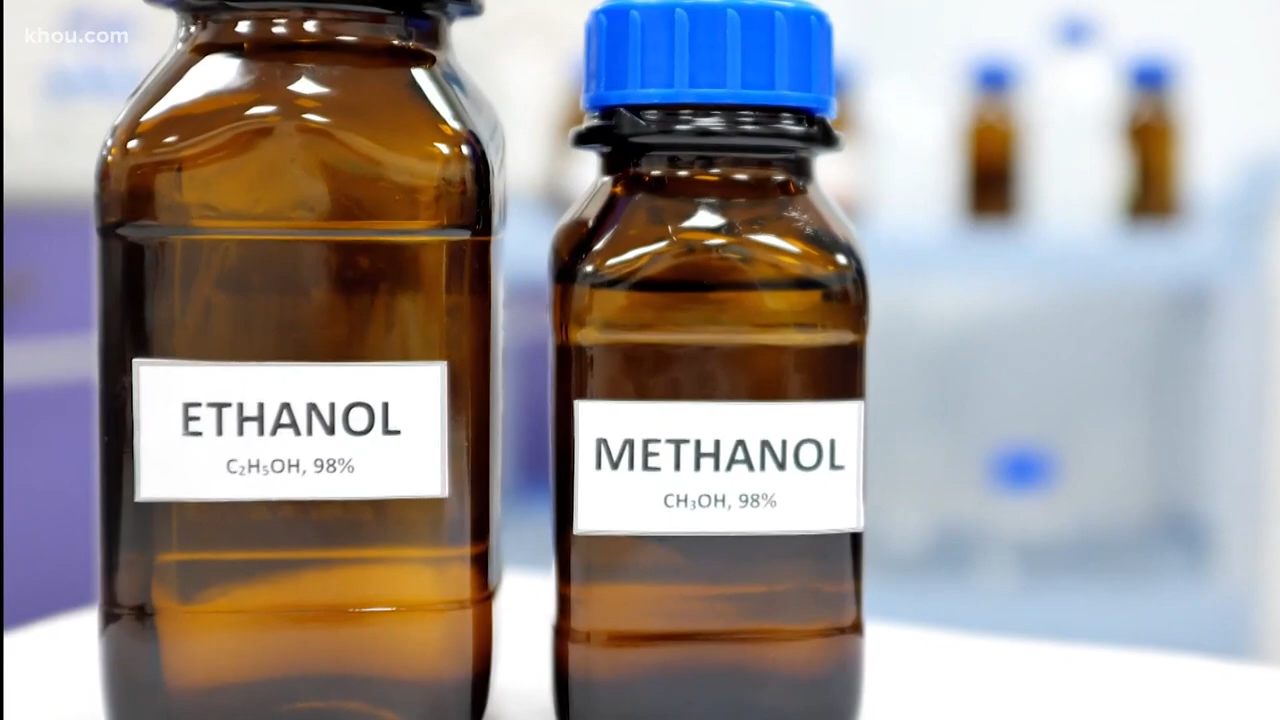 khou.com
ETHANOL
C₂H₅OH, 98%
METHANOL
CH₃OH, 98%